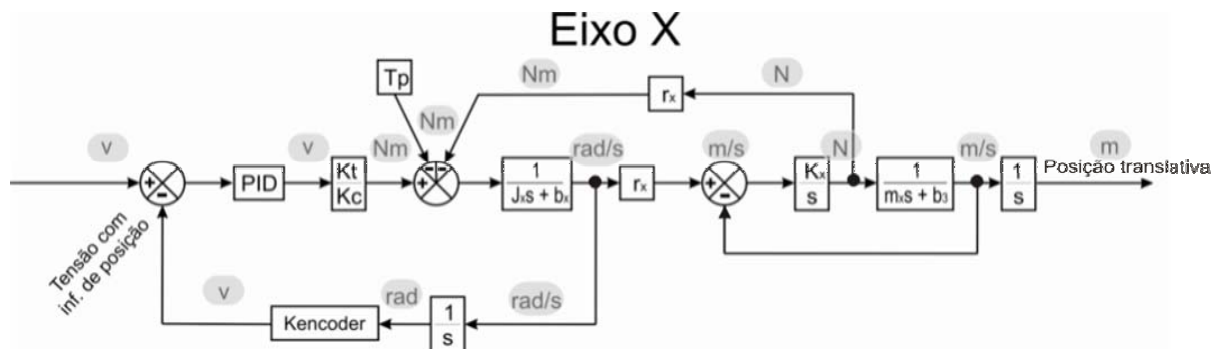 Eixo X
Tp
Nm
N
rx
v
v
Nm
Nm
rad/s
m/s
N
m/s
m
+
-
PID
Kt
Kc
+
-
-
1
Jxs + bx
rx
+
-
Kx
s
1
mxs + b3
1
s
Posição translativa
Tensão com
inf. de posição
v
Kencoder
rad
1
s
rad/s